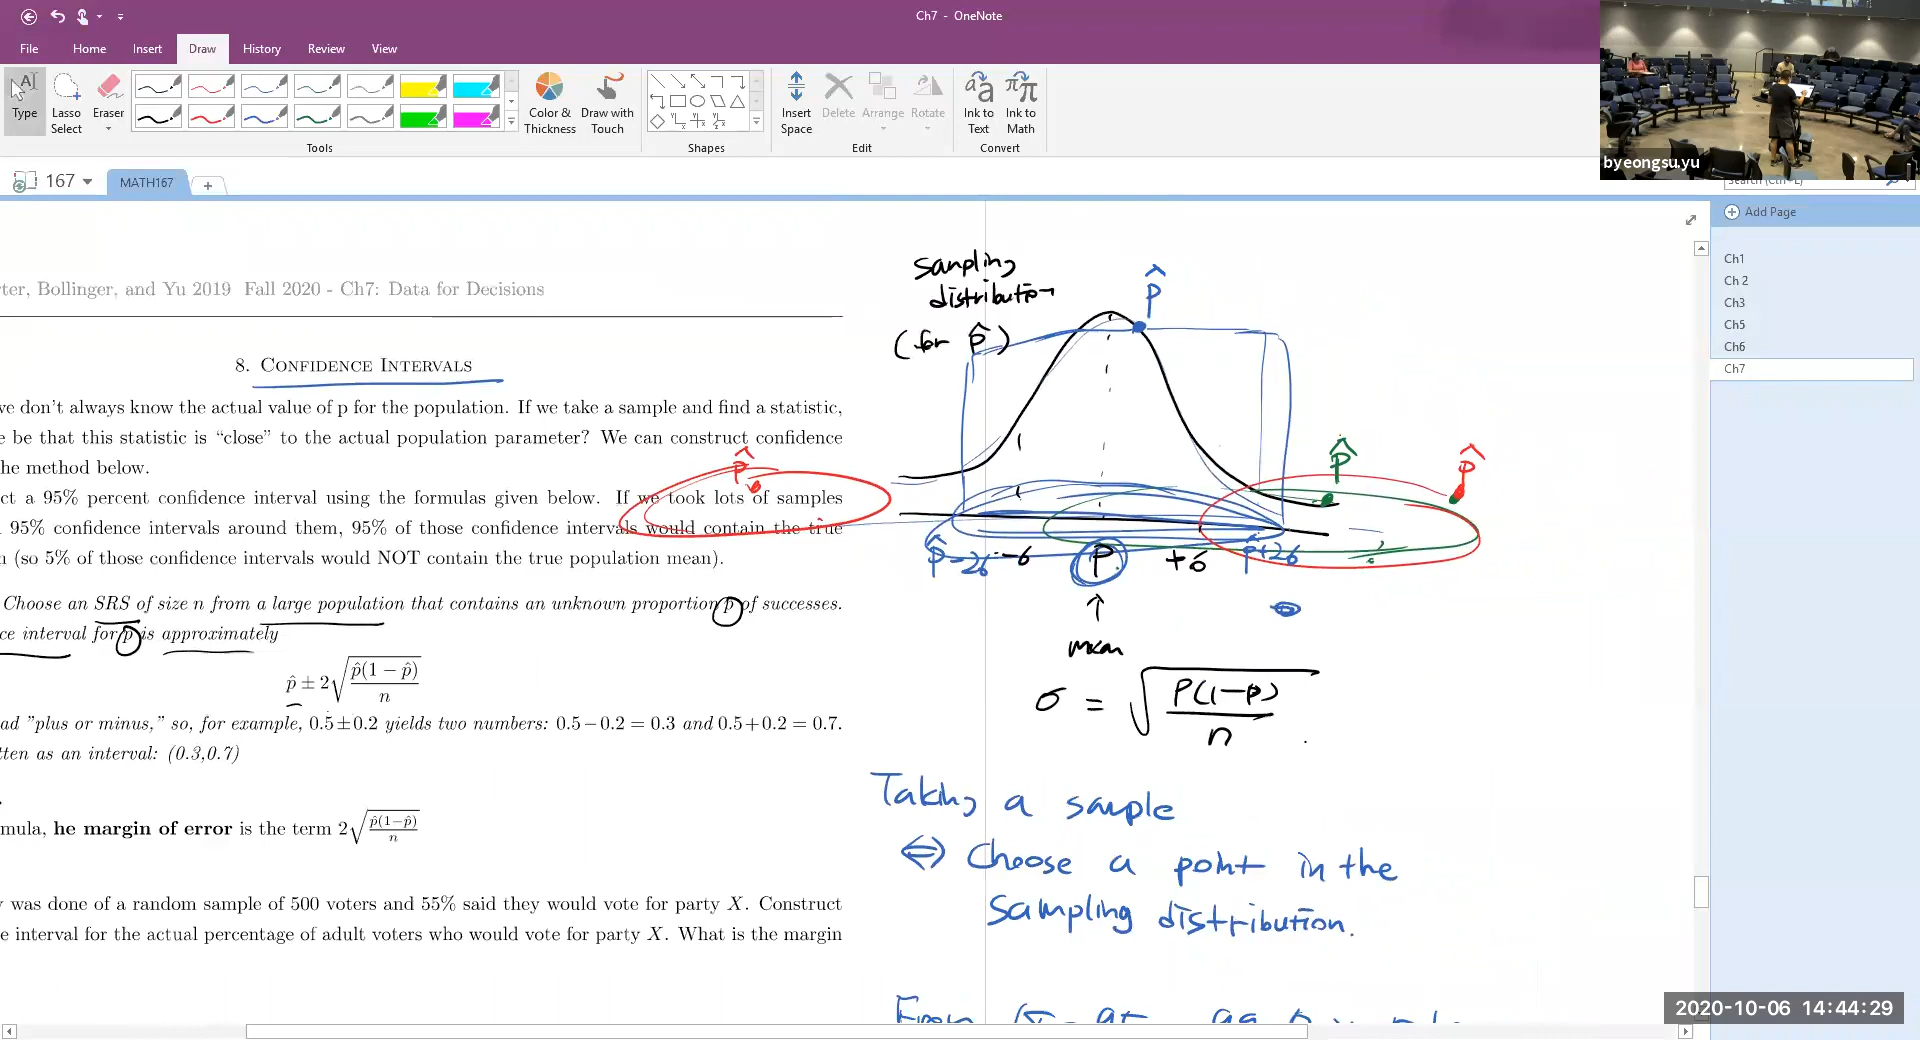 Ch7 - OneNote
File Home Insert Draw History Review View
Type
Lasso Select
Eraser
Color & Thickness
Draw with Touch
Insert Space
Delete
Arrange
Rotate
Ink to Text
Ink to Math
Tools
Shapes
Edit
Convert
byeongsu.yu
167
MATH167
Search (Ctrl+E)
Add Page
Ch1
Ch 2
Ch3
Ch5
Ch6
Ch7
rter, Bollinger, and Yu 2019 Fall 2020 - Ch7: Data for Decisions
8. Confidence Intervals
we don't always know the actual value of p for the population. If we take a sample and find a statistic,
e be that this statistic is “close” to the actual population parameter? We can construct confidence
the method below.
ct a 95% percent confidence interval using the formulas given below. If we took lots of samples
95% confidence intervals around them, 95% of those confidence intervals would contain the true
n (so 5% of those confidence intervals would NOT contain the true population mean).
Choose an SRS of size n from a large population that contains an unknown proportion p of successes.
ce interval for p is approximately
p̂ ± 2√(p̂(1 − p̂)/n)
ad ”plus or minus,” so, for example, 0.5±0.2 yields two numbers: 0.5−0.2 = 0.3 and 0.5+0.2 = 0.7.
tten as an interval: (0.3,0.7)
mula, he margin of error is the term 2√(p̂(1−p̂)/n)
y was done of a random sample of 500 voters and 55% said they would vote for party X. Construct
e interval for the actual percentage of adult voters who would vote for party X. What is the margin
Sampling
distribution
(for p̂)
p̂
p̂
p̂
p̂
p̂-2σ -σ p +σ p̂+2σ
mean
σ = √(p(1-p)/n)
Taking a sample
⇔ Choose a point in the
Sampling distribution.
From
2020-10-06 14:44:29